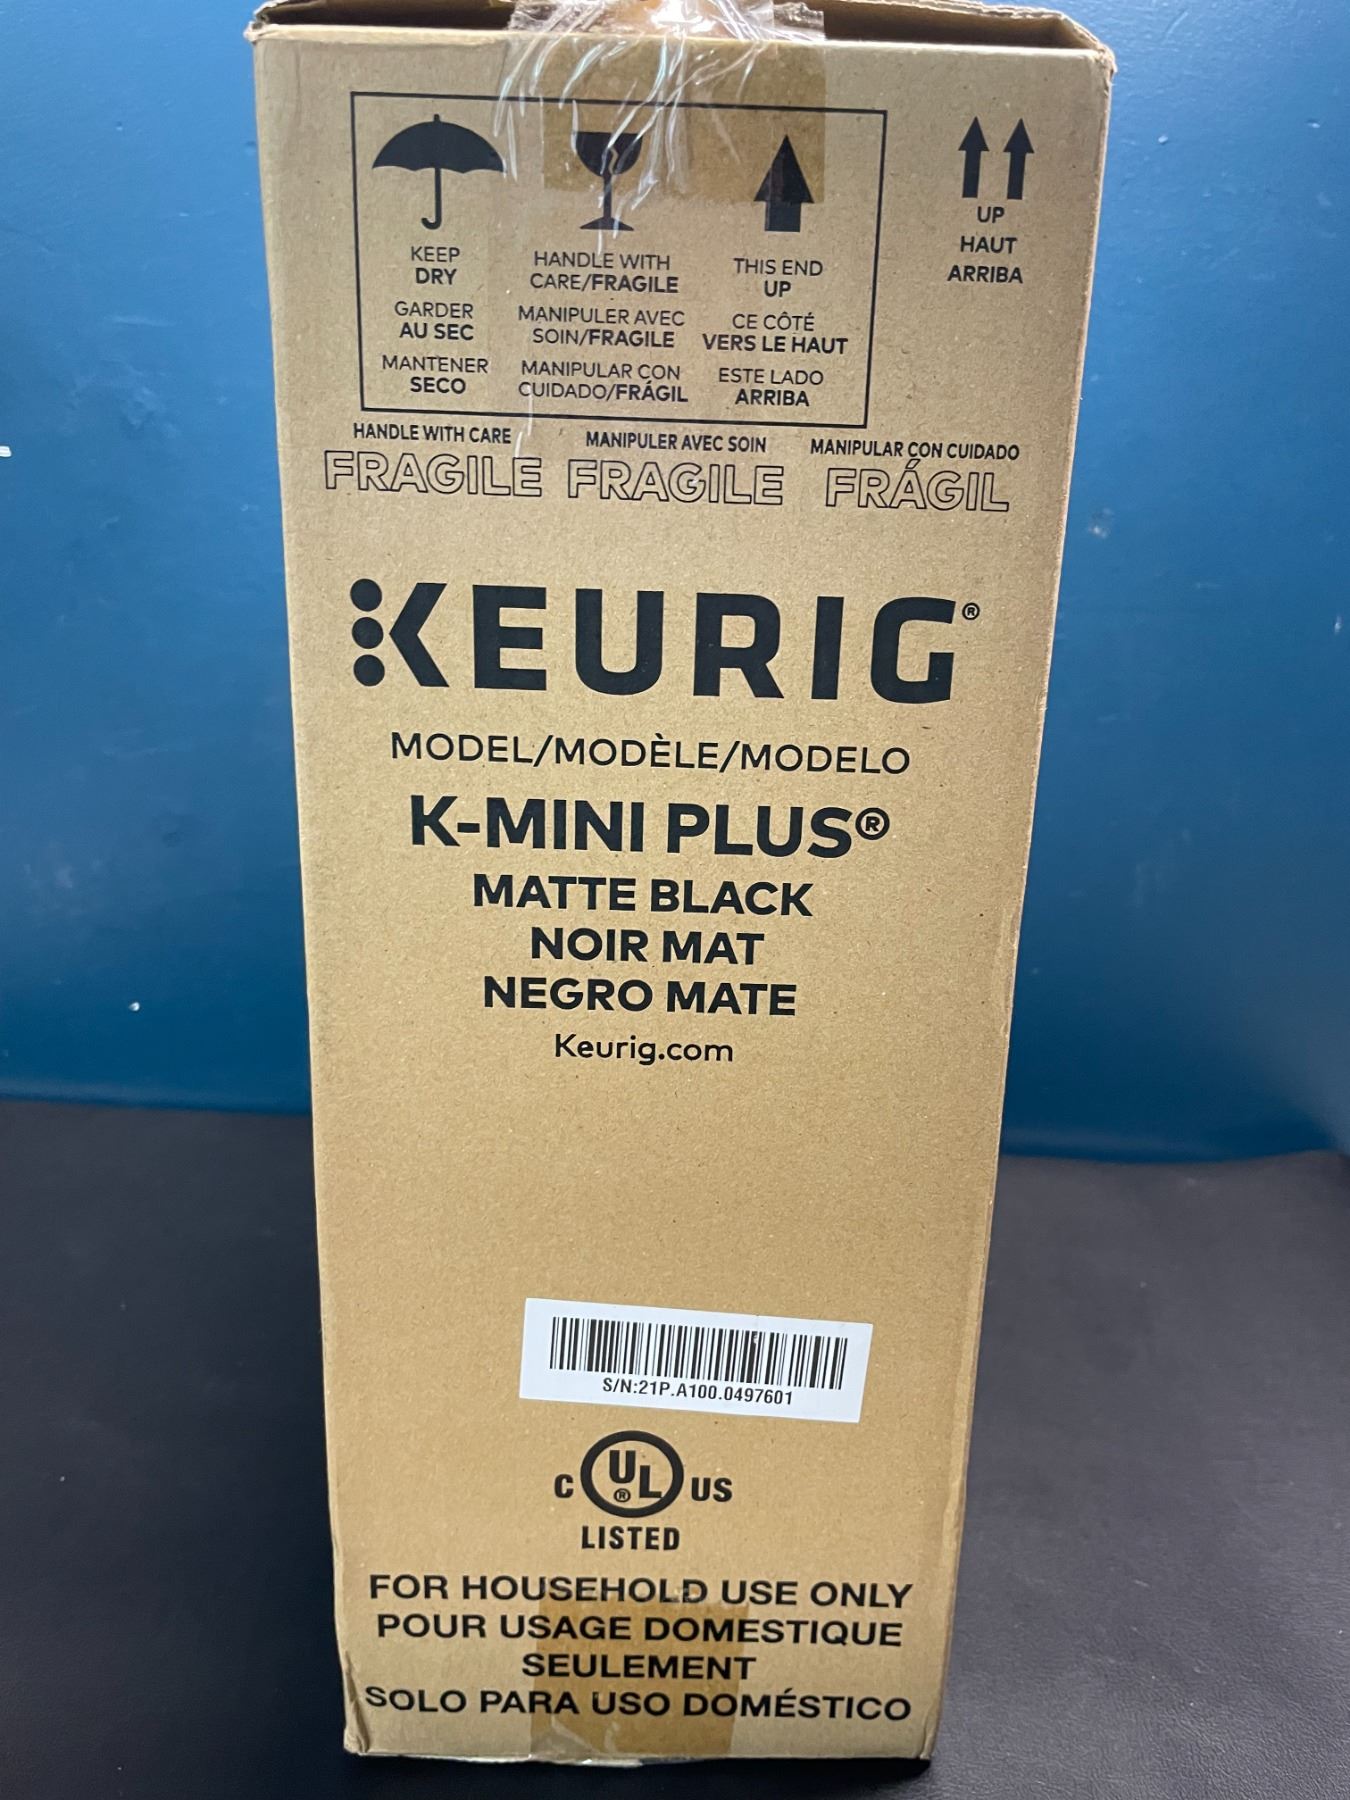 KEEP
DRY
GARDER
AU SEC
MANTENER
SECO
HANDLE WITH
CARE/FRAGILE
MANIPULER AVEC
SOIN/FRAGILE
MANIPULAR CON
CUIDADO/FRÁGIL
THIS END
UP
CE CÔTÉ
VERS LE HAUT
ESTE LADO
ARRIBA
UP
HAUT
ARRIBA
HANDLE WITH CARE
FRAGILE
MANIPULER AVEC SOIN
FRAGILE
MANIPULAR CON CUIDADO
FRÁGIL
KEURIG®
MODEL/MODÈLE/MODELO
K-MINI PLUS®
MATTE BLACK
NOIR MAT
NEGRO MATE
Keurig.com
S/N:21P.A100.0497601
C UL® US
LISTED
FOR HOUSEHOLD USE ONLY
POUR USAGE DOMESTIQUE
SEULEMENT
SOLO PARA USO DOMÉSTICO